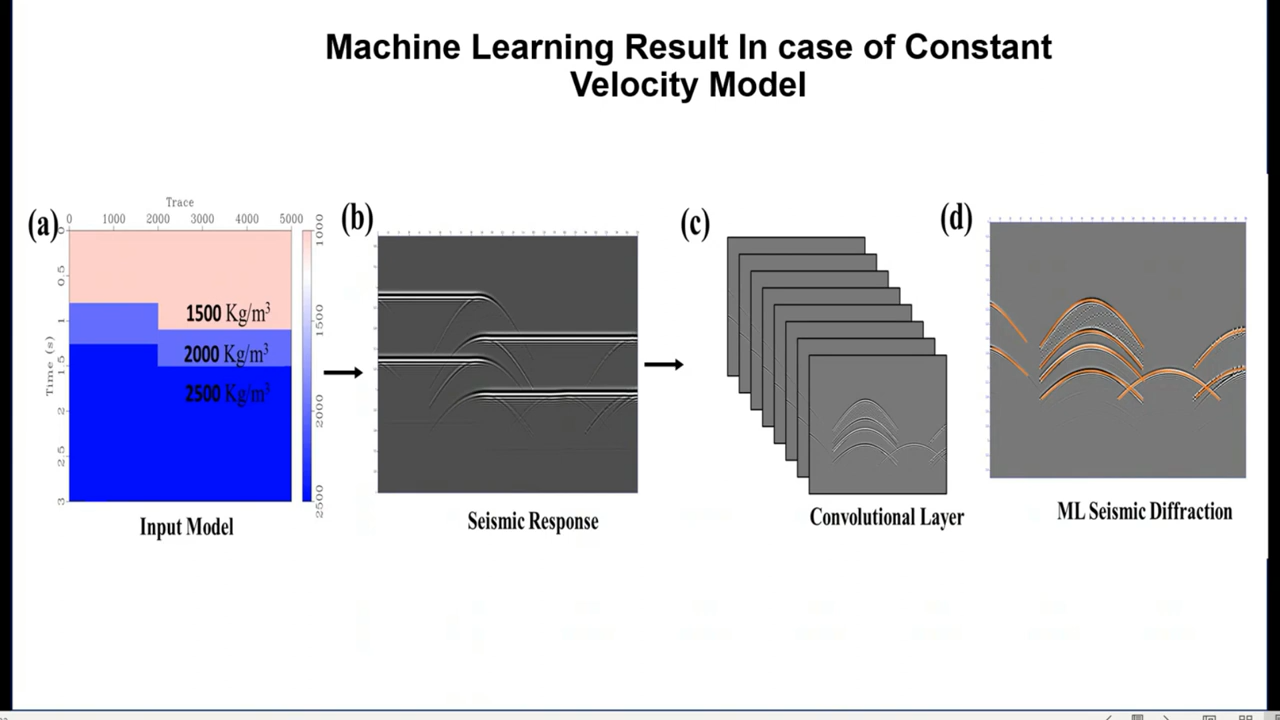 Machine Learning Result In case of Constant
Velocity Model
(a)
Trace
0 1000 2000 3000 4000 5000
0
0.5
1
1.5
2
2.5
3
Time (s)
1500 Kg/m³
2000 Kg/m³
2500 Kg/m³
1000
1500
2000
2500
Input Model
(b)
Seismic Response
(c)
Convolutional Layer
(d)
ML Seismic Diffraction